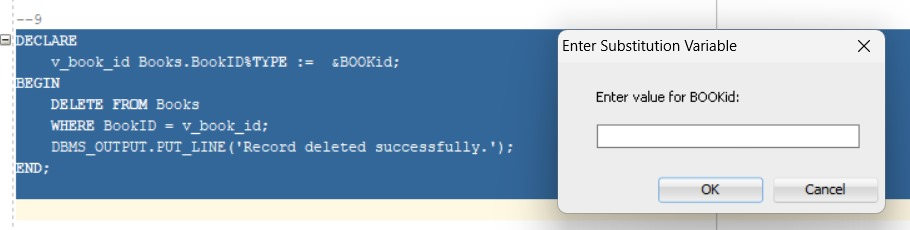 --9
DECLARE
v_book_id Books.BookID%TYPE := &BOOKid;
BEGIN
DELETE FROM Books
WHERE BookID = v_book_id;
DBMS_OUTPUT.PUT_LINE('Record deleted successfully.');
END;
Enter Substitution Variable
Enter value for BOOKid:
OK
Cancel